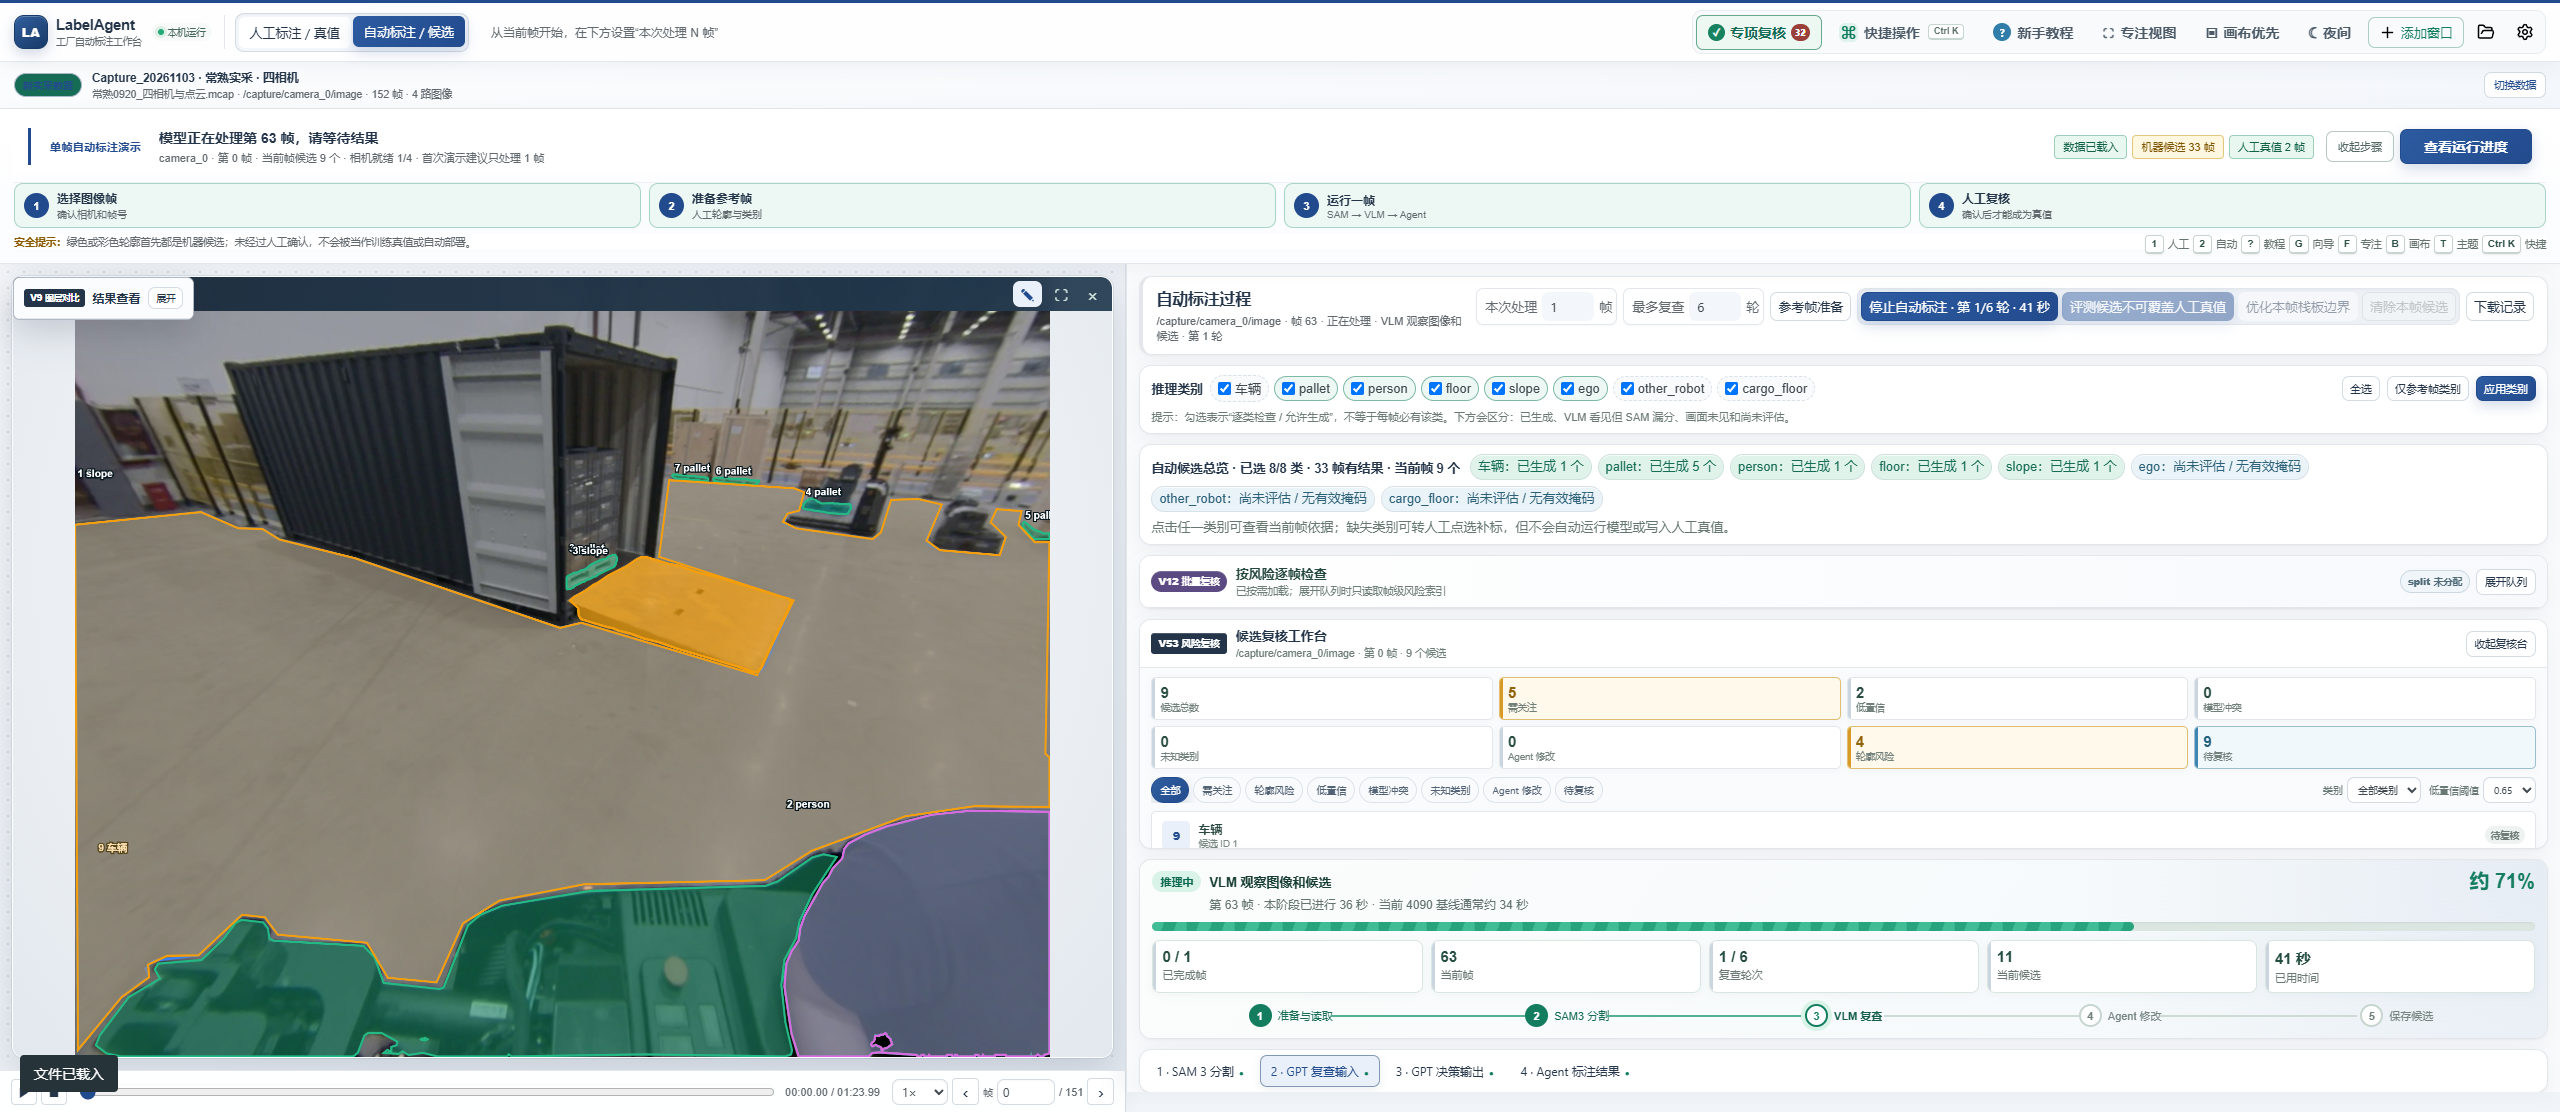 LA
LabelAgent
工厂自动标注工作台
本机运行
人工标注 / 真值
自动标注 / 候选
从当前帧开始，在下方设置“本次处理 N 帧”
专项复核 32
快捷操作 Ctrl K
? 新手教程
专注视图
画布优先
夜间
添加窗口
Capture_20261103 · 常熟实采 · 四相机
常熟0920_四相机与点云.mcap · /capture/camera_0/image · 152 帧 · 4 路图像
切换数据
单帧自动标注演示
模型正在处理第 63 帧，请等待结果
camera_0 · 第 0 帧 · 当前帧候选 9 个 · 相机就绪 1/4 · 首次演示建议只处理 1 帧
数据已载入
机器候选 33 帧
人工真值 2 帧
收起步骤
查看运行进度
1 选择图像帧
确认相机和帧号
2 准备参考帧
人工轮廓与类别
3 运行一帧
SAM → VLM → Agent
4 人工复核
确认后才能成为真值
安全提示：绿色或彩色轮廓首先都是机器候选；未经过人工确认，不会被当作训练真值或自动部署。
1 人工 2 自动 ? 教程 G 向导 F 专注 B 画布 T 主题 Ctrl K 快捷
V9 图层对比 结果查看 展开
1 slope
7 pallet 6 pallet
4 pallet
5 pall
3 slope
2 person
9 车辆
文件已载入
00:00.00 / 01:23.99
1×
帧 0 / 151
自动标注过程
/capture/camera_0/image · 帧 63 · 正在处理 · VLM 观察图像和
候选 · 第 1 轮
本次处理 1 帧
最多复查 6 轮
参考帧准备
停止自动标注 · 第 1/6 轮 · 41 秒
评测候选不可覆盖人工真值
优化本帧栈板边界
清除本帧候选
下载记录
推理类别 车辆 pallet person floor slope ego other_robot cargo_floor
全选
仅参考帧类别
应用类别
提示：勾选表示“逐类检查 / 允许生成”，不等于每帧必有该类。下方会区分：已生成、VLM 看见但 SAM 漏分、画面未见和尚未评估。
自动候选总览 · 已选 8/8 类 · 33 帧有结果 · 当前帧 9 个
车辆：已生成 1 个
pallet：已生成 5 个
person：已生成 1 个
floor：已生成 1 个
slope：已生成 1 个
ego：尚未评估 / 无有效掩码
other_robot：尚未评估 / 无有效掩码
cargo_floor：尚未评估 / 无有效掩码
点击任一类别可查看当前帧依据；缺失类别可转人工点选补标，但不会自动运行模型或写入人工真值。
V12 批量复核
按风险逐帧检查
已按需加载；展开队列时只读取帧级风险索引
split 未分配
展开队列
V53 风险复核
候选复核工作台
/capture/camera_0/image · 第 0 帧 · 9 个候选
收起复核台
9
候选总数
5
需关注
2
低置信
0
模型冲突
0
未知类别
0
Agent 修改
4
轮廓风险
9
待复核
全部
需关注
轮廓风险
低置信
模型冲突
未知类别
Agent 修改
待复核
类别 全部类别
低置信阈值 0.65
9 车辆
候选 ID 1
待复核
推理中 VLM 观察图像和候选
约 71%
第 63 帧 · 本阶段已进行 36 秒 · 当前 4090 基线通常约 34 秒
0 / 1
已完成帧
63
当前帧
1 / 6
复查轮次
11
当前候选
41 秒
已用时间
1 准备与读取
2 SAM3 分割
3 VLM 复查
4 Agent 修改
5 保存候选
1 · SAM 3 分割
2 · GPT 复查输入
3 · GPT 决策输出
4 · Agent 标注结果